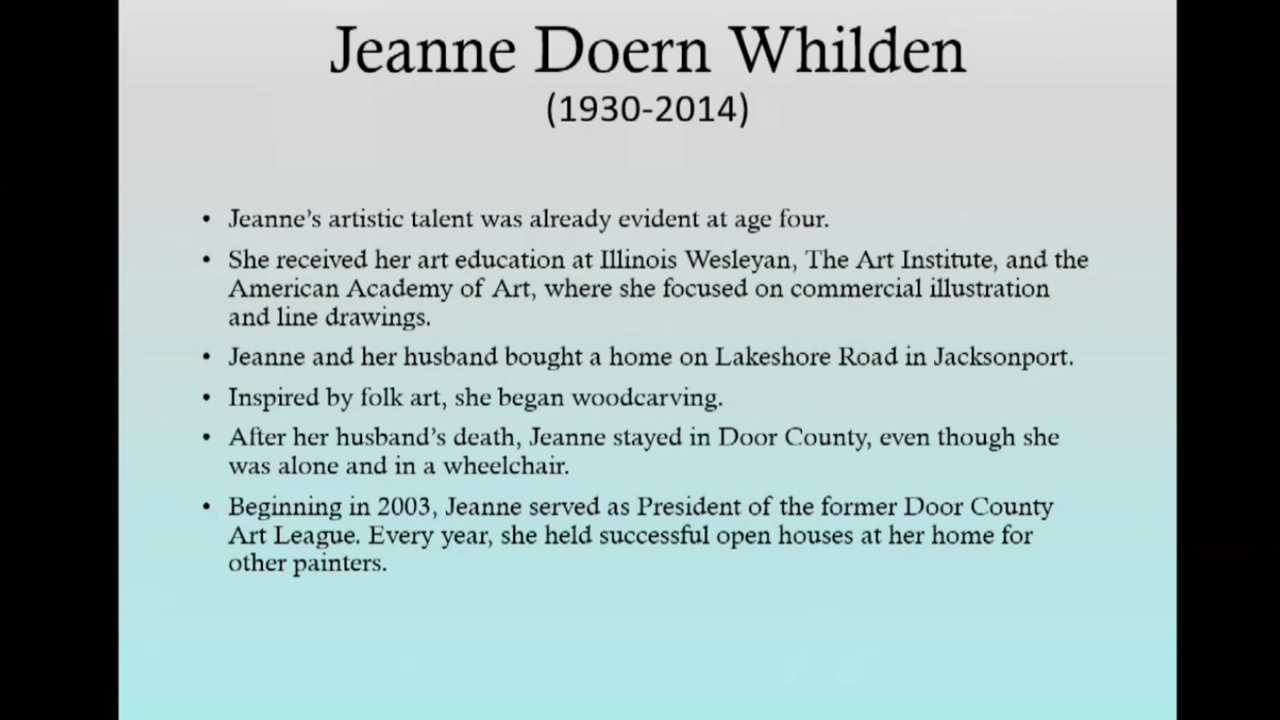 Jeanne Doern Whilden
(1930-2014)
• Jeanne’s artistic talent was already evident at age four.
• She received her art education at Illinois Wesleyan, The Art Institute, and the
American Academy of Art, where she focused on commercial illustration
and line drawings.
• Jeanne and her husband bought a home on Lakeshore Road in Jacksonport.
• Inspired by folk art, she began woodcarving.
• After her husband’s death, Jeanne stayed in Door County, even though she
was alone and in a wheelchair.
• Beginning in 2003, Jeanne served as President of the former Door County
Art League. Every year, she held successful open houses at her home for
other painters.